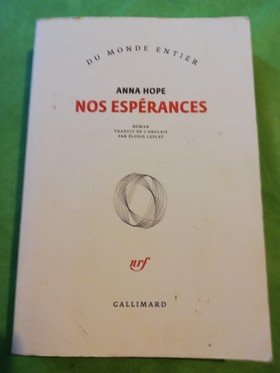 DU MONDE ENTIER
ANNA HOPE
NOS ESPÉRANCES
ROMAN
TRADUIT DE L'ANGLAIS
PAR ÉLODIE LEPLAT
nrf
GALLIMARD